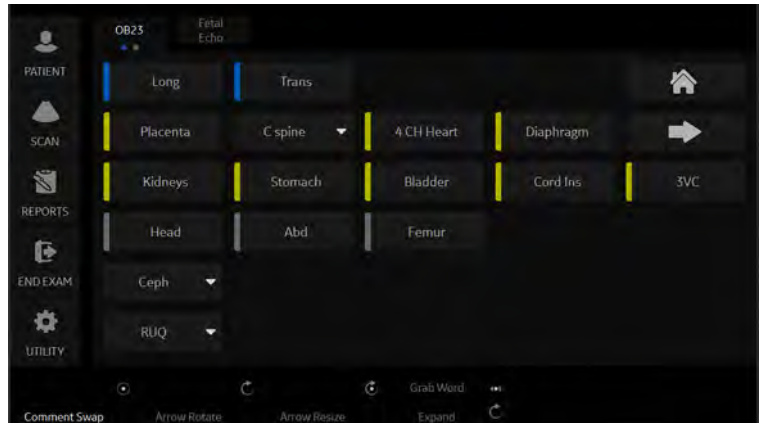 OB23
Fetal
Echo
PATIENT
Long
Trans
SCAN
Placenta
C spine
4 CH Heart
Diaphragm
REPORTS
Kidneys
Stomach
Bladder
Cord Ins
3VC
END EXAM
Head
Abd
Femur
Ceph
UTILITY
RUQ
Grab Word
Comment Swap
Arrow Rotate
Arrow Resize
Expand